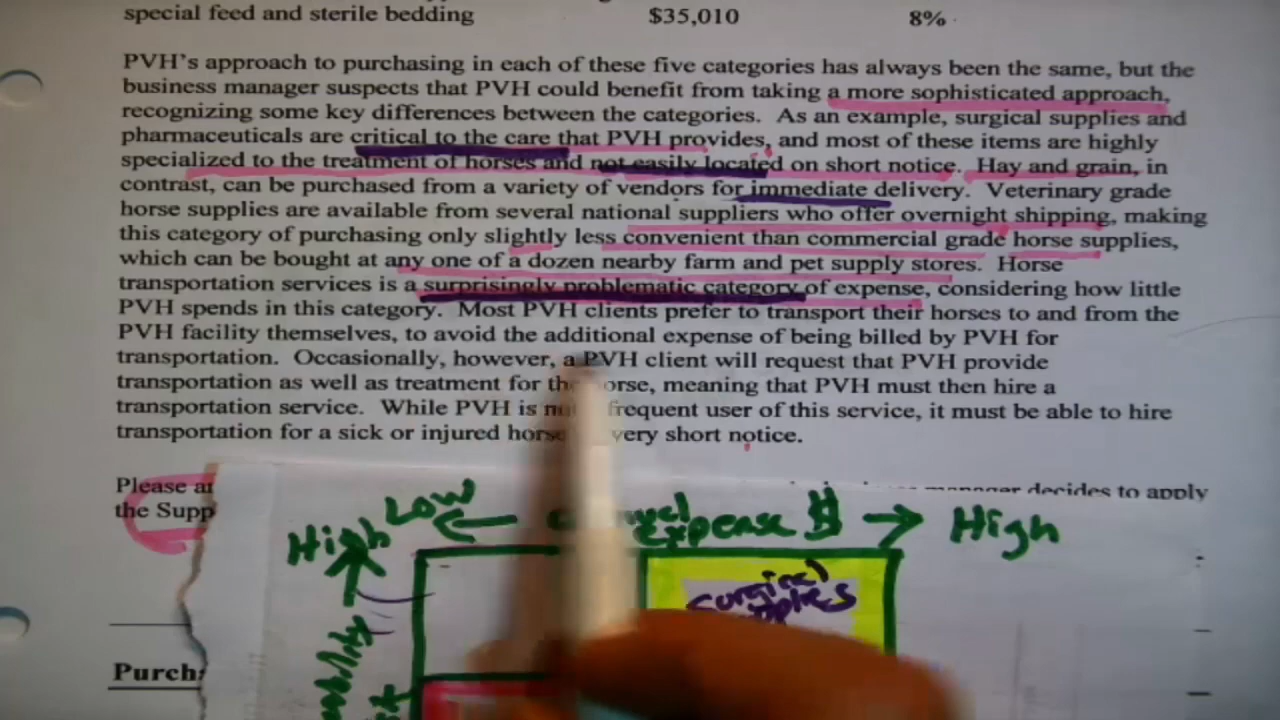 special feed and sterile bedding $35,010 8%
PVH's approach to purchasing in each of these five categories has always been the same, but the
business manager suspects that PVH could benefit from taking a more sophisticated approach,
recognizing some key differences between the categories. As an example, surgical supplies and
pharmaceuticals are critical to the care that PVH provides, and most of these items are highly
specialized to the treatment of horses and not easily located on short notice. Hay and grain, in
contrast, can be purchased from a variety of vendors for immediate delivery. Veterinary grade
horse supplies are available from several national suppliers who offer overnight shipping, making
this category of purchasing only slightly less convenient than commercial grade horse supplies,
which can be bought at any one of a dozen nearby farm and pet supply stores. Horse
transportation services is a surprisingly problematic category of expense, considering how little
PVH spends in this category. Most PVH clients prefer to transport their horses to and from the
PVH facility themselves, to avoid the additional expense of being billed by PVH for
transportation. Occasionally, however, a PVH client will request that PVH provide
transportation as well as treatment for the horse, meaning that PVH must then hire a
transportation service. While PVH is frequent user of this service, it must be able to hire
transportation for a sick or injured horse very short notice.
Please manager decides to apply
the
Low expense $ High
High
Surgical